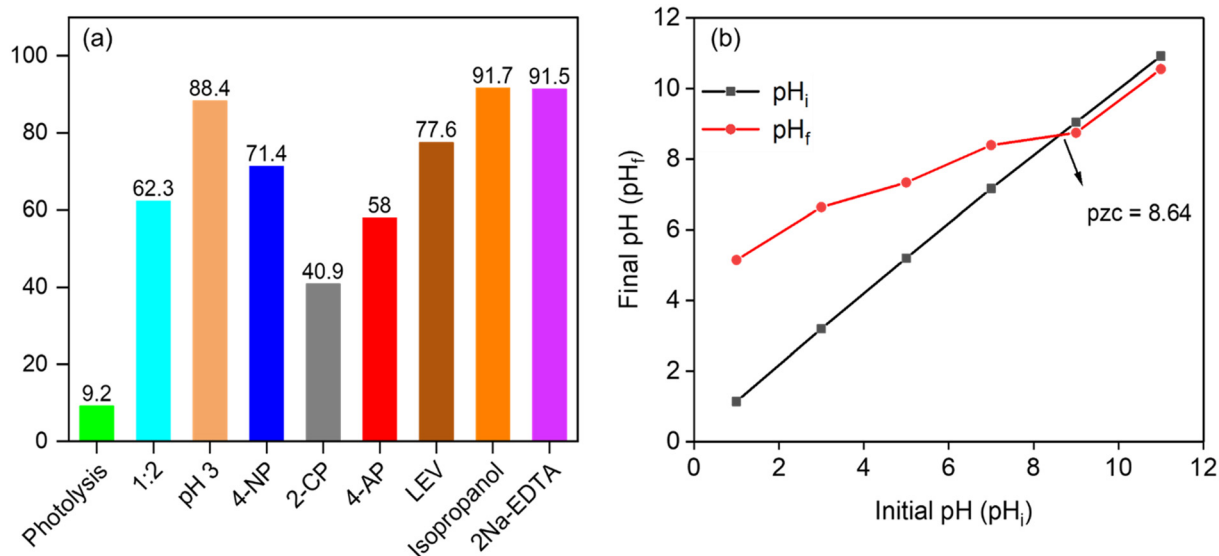 (a)
100
80
60
40
20
0
9.2
62.3
88.4
71.4
40.9
58
77.6
91.7
91.5
Photolysis
1:2
pH 3
4-NP
2-CP
4-AP
LEV
Isopropanol
2Na-EDTA
(b)
pHᵢ
pH_f
pzc = 8.64
Final pH (pH_f)
12
10
8
6
4
2
0
0 2 4 6 8 10 12
Initial pH (pHᵢ)